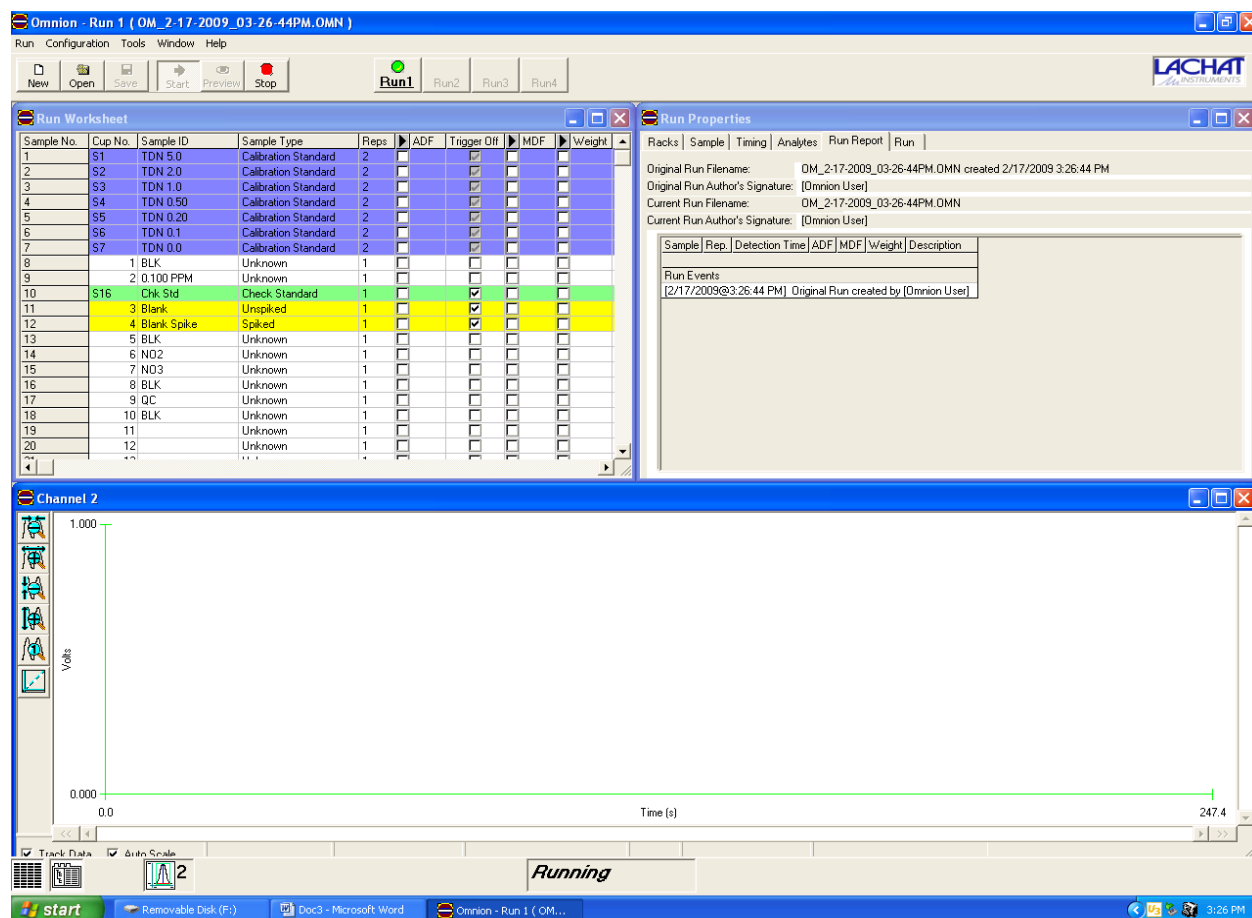 Omnion - Run 1 ( OM_2-17-2009_03-26-44PM.OMN )
Run Configuration Tools Window Help
New Open Save Start Preview Stop Run1 Run2 Run3 Run4 LACHAT INSTRUMENTS
Run Worksheet
Sample No. Cup No. Sample ID Sample Type Reps ADF Trigger Off MDF Weight
1 S1 TDN 5.0 Calibration Standard 2
2 S2 TDN 2.0 Calibration Standard 2
3 S3 TDN 1.0 Calibration Standard 2
4 S4 TDN 0.50 Calibration Standard 2
5 S5 TDN 0.20 Calibration Standard 2
6 S6 TDN 0.1 Calibration Standard 2
7 S7 TDN 0.0 Calibration Standard 2
8 1 BLK Unknown 1
9 2 0.100 PPM Unknown 1
10 S16 Chk Std Check Standard 1
11 3 Blank Unspiked 1
12 4 Blank Spike Spiked 1
13 5 BLK Unknown 1
14 6 NO2 Unknown 1
15 7 NO3 Unknown 1
16 8 BLK Unknown 1
17 9 QC Unknown 1
18 10 BLK Unknown 1
19 11 Unknown 1
20 12 Unknown 1
Run Properties
Racks Sample Timing Analytes Run Report Run
Original Run Filename: OM_2-17-2009_03-26-44PM.OMN created 2/17/2009 3:26:44 PM
Original Run Author's Signature: [Omnion User]
Current Run Filename: OM_2-17-2009_03-26-44PM.OMN
Current Run Author's Signature: [Omnion User]
Sample Rep. Detection Time ADF MDF Weight Description
Run Events
[2/17/2009@3:26:44 PM] Original Run created by [Omnion User]
Channel 2
1.000
Volts
0.000
0.0 Time (s) 247.4
Track Data Auto Scale
2 Running
start Removable Disk (F:) Doc3 - Microsoft Word Omnion - Run 1 ( OM... 3:26 PM